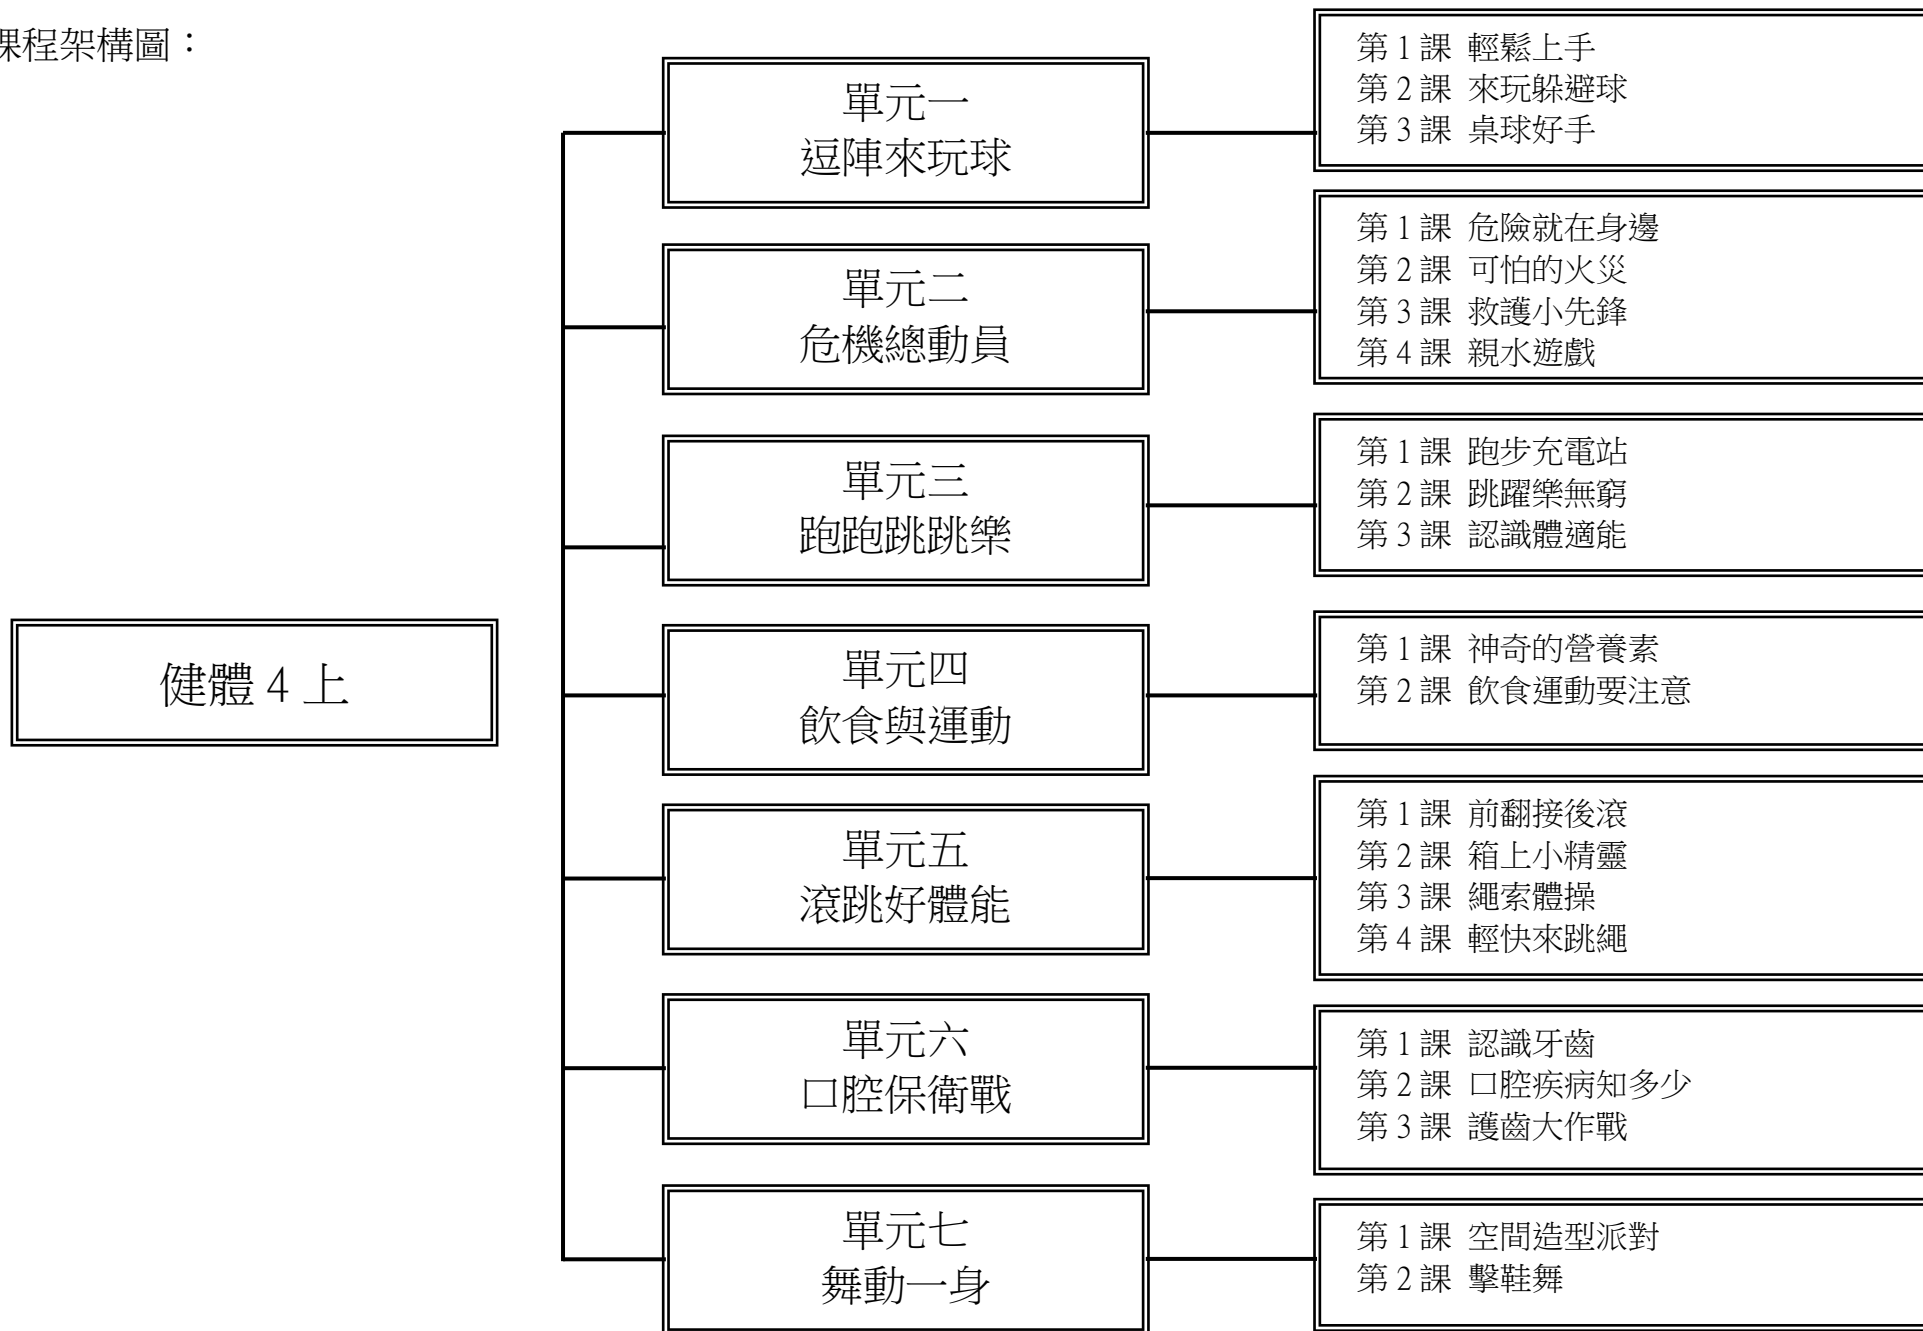 課程架構圖：
健體 4 上
單元一
逗陣來玩球
第 1 課 輕鬆上手
第 2 課 來玩躲避球
第 3 課 桌球好手
單元二
危機總動員
第 1 課 危險就在身邊
第 2 課 可怕的火災
第 3 課 救護小先鋒
第 4 課 親水遊戲
單元三
跑跑跳跳樂
第 1 課 跑步充電站
第 2 課 跳躍樂無窮
第 3 課 認識體適能
單元四
飲食與運動
第 1 課 神奇的營養素
第 2 課 飲食運動要注意
單元五
滾跳好體能
第 1 課 前翻接後滾
第 2 課 箱上小精靈
第 3 課 繩索體操
第 4 課 輕快來跳繩
單元六
口腔保衛戰
第 1 課 認識牙齒
第 2 課 口腔疾病知多少
第 3 課 護齒大作戰
單元七
舞動一身
第 1 課 空間造型派對
第 2 課 擊鞋舞